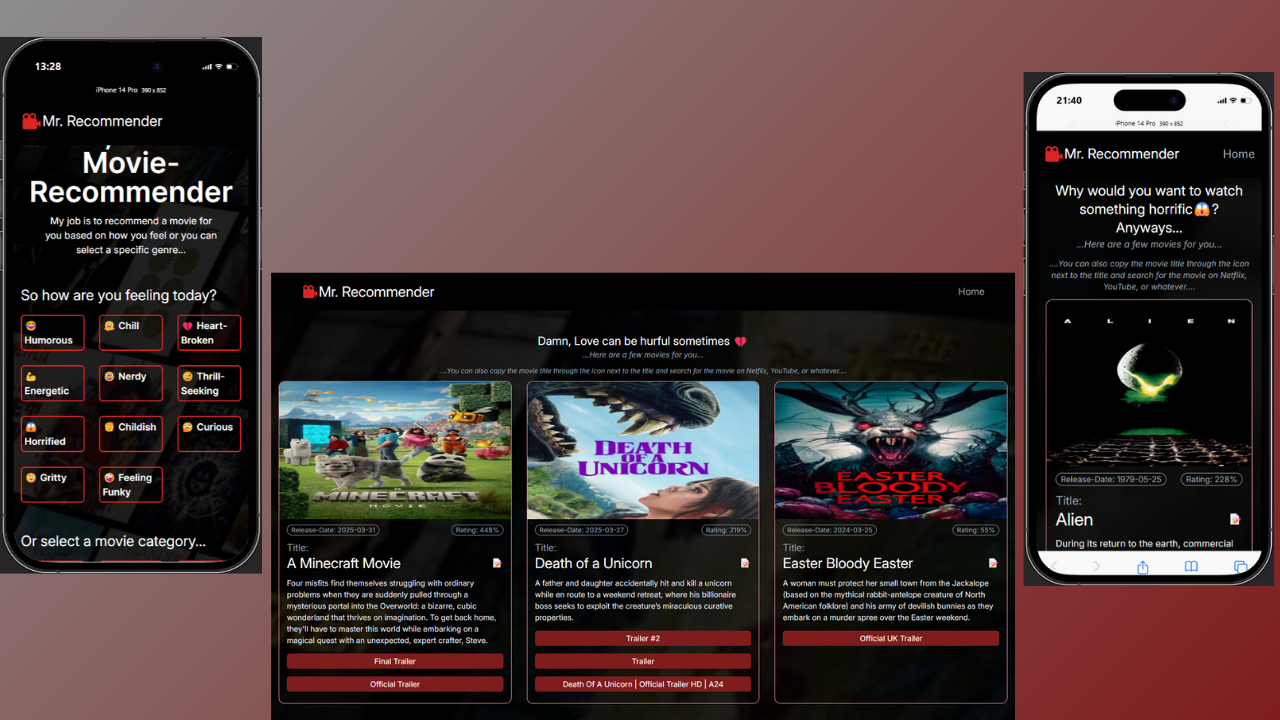 13:28
iPhone 14 Pro 390 x 852
Mr. Recommender
Movie-
Recommender
My job is to recommend a movie for
you based on how you feel or you can
select a specific genre...
So how are you feeling today?
😄 Humorous
🤗 Chill
💔 Heart-Broken
💪 Energetic
🤓 Nerdy
Thrill-Seeking
😱 Horrified
Childish
🤔 Curious
Gritty
Feeling Funky
Or select a movie category...
Mr. Recommender
Home
Damn, Love can be hurful sometimes 💔
...Here are a few movies for you...
....You can also copy the movie title through the icon next to the title and search for the movie on Netflix, YouTube, or whatever....
A
MINECRAFT
MOVIE
Release-Date: 2025-03-31
Rating: 448%
Title:
A Minecraft Movie
Four misfits find themselves struggling with ordinary
problems when they are suddenly pulled through a
mysterious portal into the Overworld: a bizarre, cubic
wonderland that thrives on imagination. To get back home,
they'll have to master this world while embarking on a
magical quest with an unexpected, expert crafter, Steve.
Final Trailer
Official Trailer
DEATH
OF A
UNICORN
Release-Date: 2025-03-27
Rating: 219%
Title:
Death of a Unicorn
A father and daughter accidentally hit and kill a unicorn
while en route to a weekend retreat, where his billionaire
boss seeks to exploit the creature's miraculous curative
properties.
Trailer #2
Trailer
Death Of A Unicorn | Official Trailer HD | A24
EASTER
BLOODY
EASTER
Release-Date: 2024-03-25
Rating: 55%
Title:
Easter Bloody Easter
A woman must protect her small town from the Jackalope
(based on the mythical rabbit-antelope creature of North
American folklore) and his army of devilish bunnies as they
embark on a murder spree over the Easter weekend.
Official UK Trailer
21:40
iPhone 14 Pro 390 x 852
Mr. Recommender
Home
Why would you want to watch
something horrific😱?
Anyways...
...Here are a few movies for you...
....You can also copy the movie title through the icon
next to the title and search for the movie on Netflix,
YouTube, or whatever....
A L I E N
Release-Date: 1979-05-25
Rating: 228%
Title:
Alien
During its return to the earth, commercial